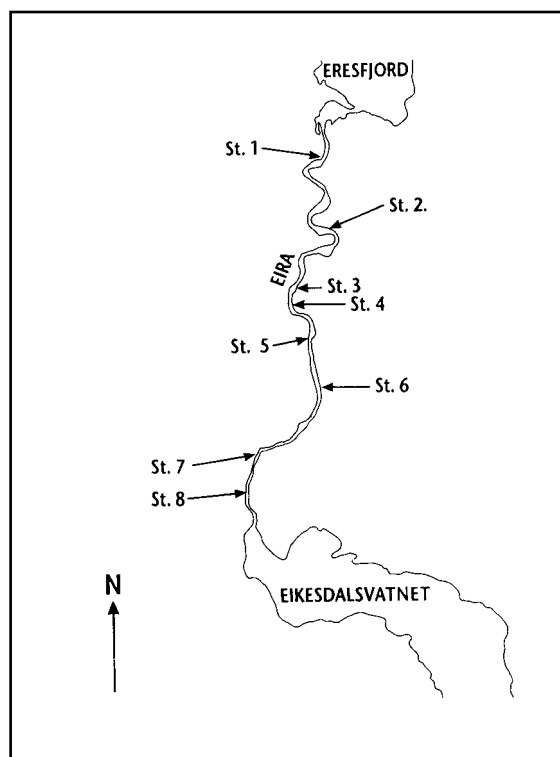 ERESFJORD
St. 1
St. 2.
EIRA
St. 3
St. 4
St. 5
St. 6
St. 7
St. 8
N
EIKESDALSVATNET